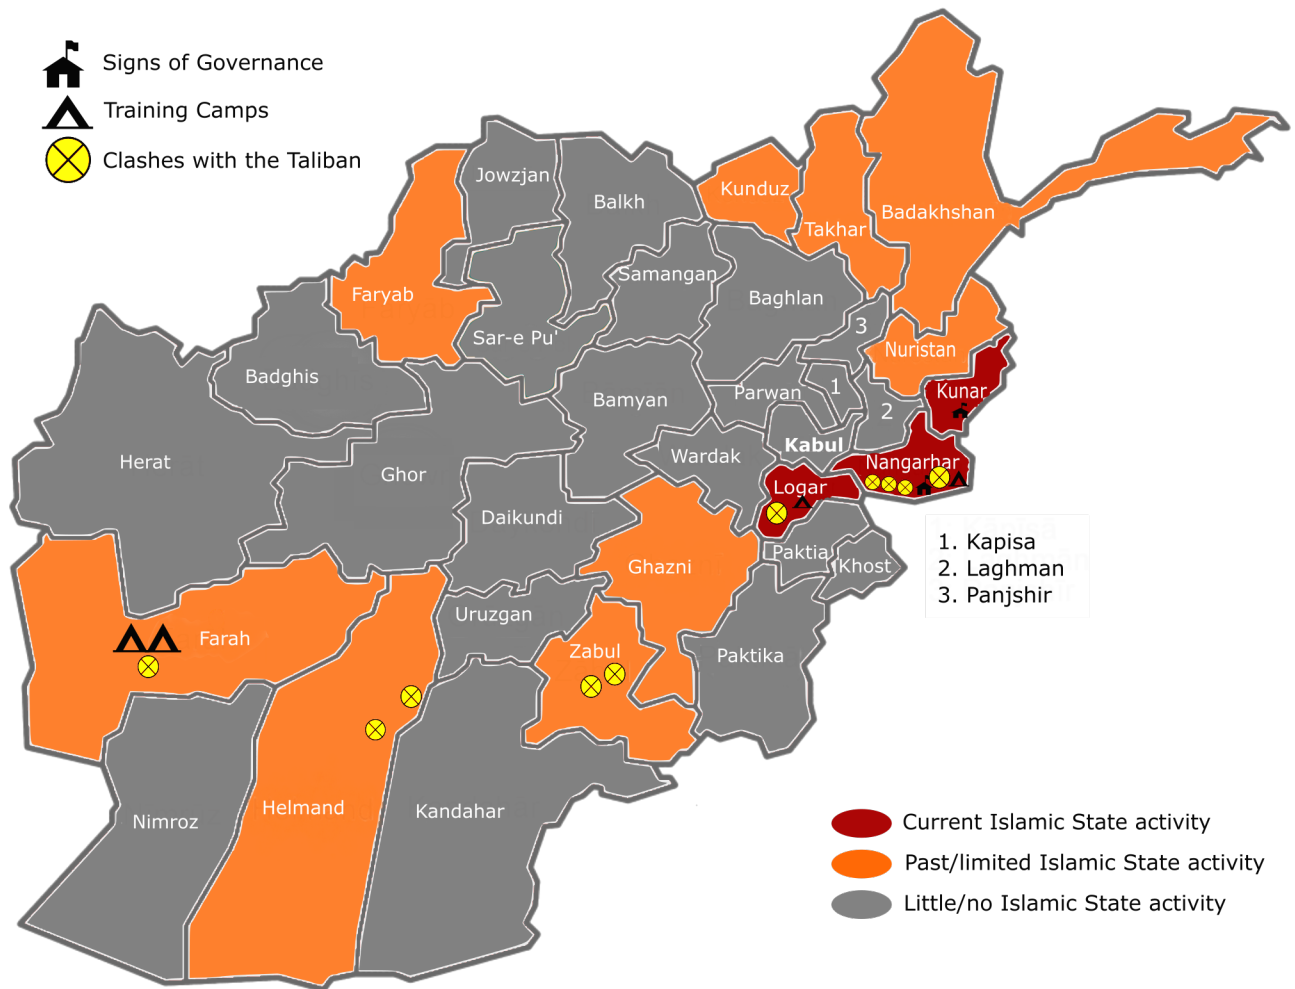 Signs of Governance
Training Camps
Clashes with the Taliban
Jowzjan
Balkh
Kunduz
Takhar
Badakhshan
Faryab
Samangan
Baghlan
Sar-e Pu'
3
Nuristan
Badghis
Bamyan
Parwan
1
2
Kunar
Herat
Ghor
Wardak
Kabul
Nangarhar
Logar
Daikundi
Paktia
Khost
Ghazni
Uruzgan
Farah
Zabul
Paktika
1. Kapisa
2. Laghman
3. Panjshir
Nimroz
Helmand
Kandahar
Current Islamic State activity
Past/limited Islamic State activity
Little/no Islamic State activity